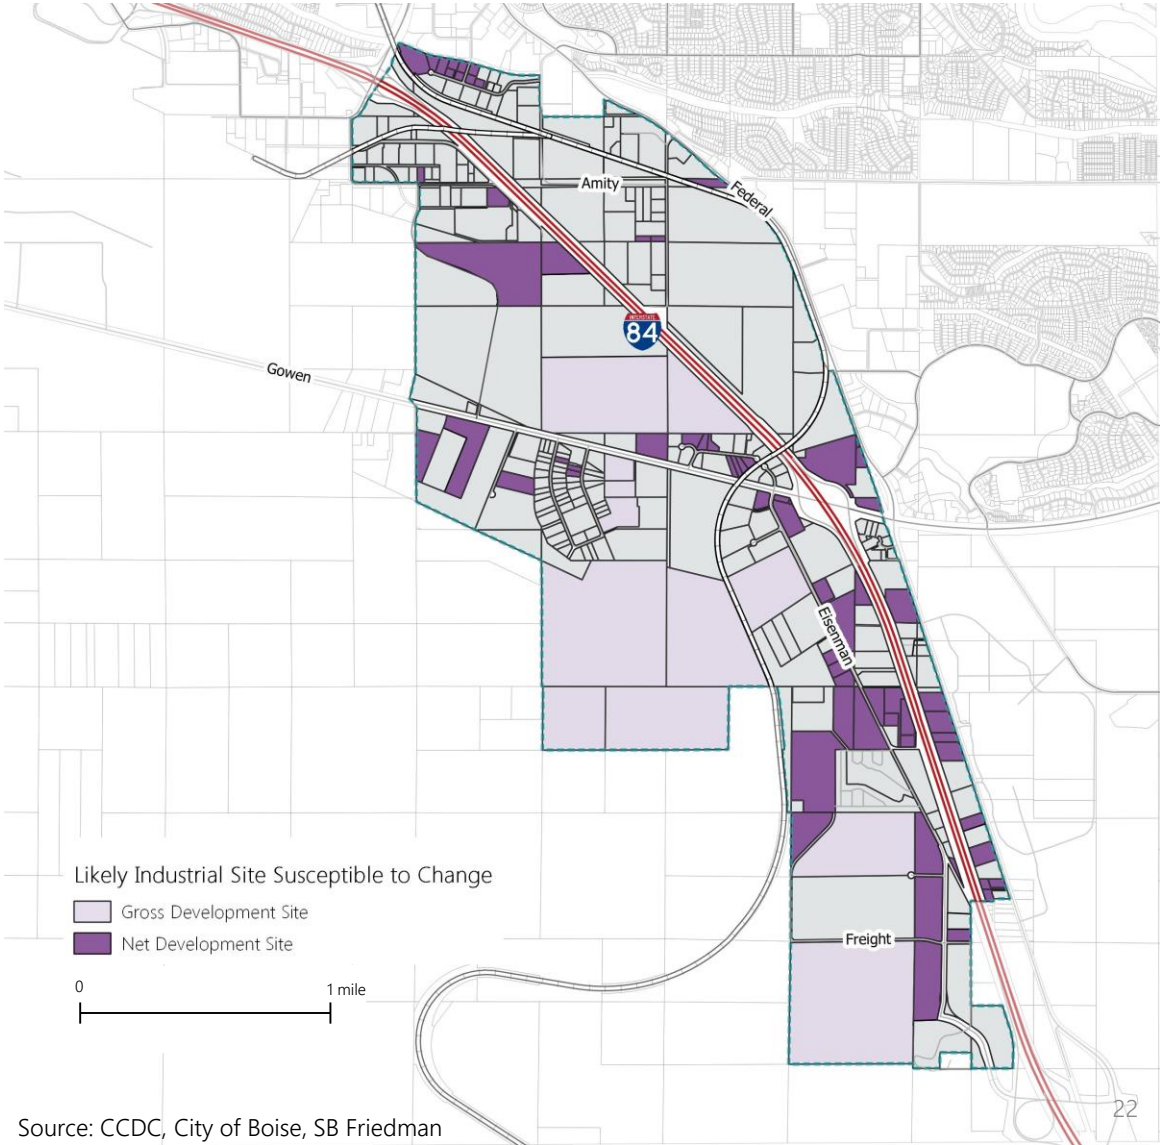 Amity
Federal
INTERSTATE
84
Gowen
Eisenman
Likely Industrial Site Susceptible to Change
Gross Development Site
Net Development Site
0
1 mile
Freight
22
Source: CCDC, City of Boise, SB Friedman